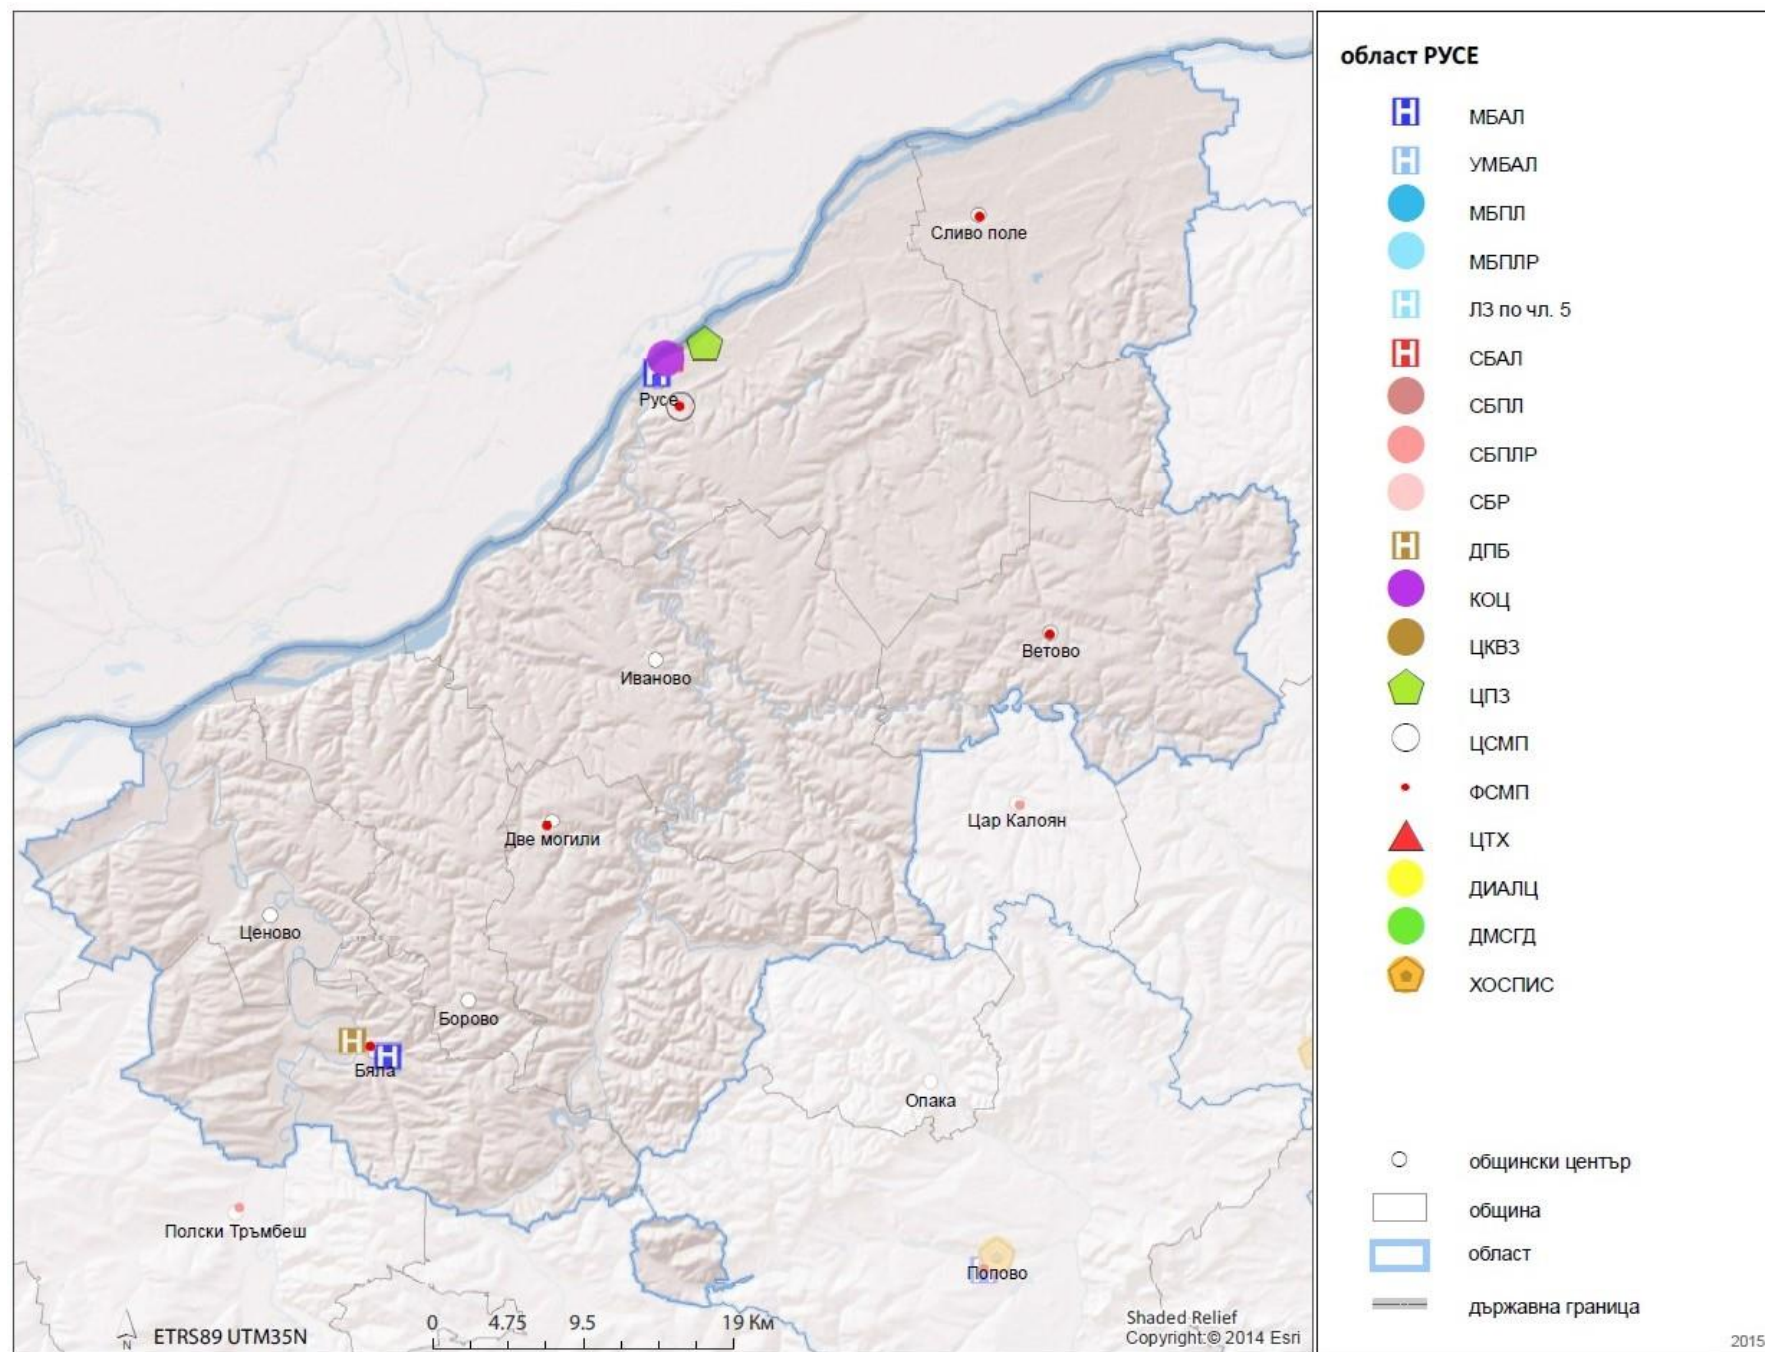 област РУСЕ
H МБАЛ
H УМБАЛ
МБПЛ
МБПЛР
H ЛЗ по чл. 5
H СБАЛ
СБПЛ
СБПЛР
СБР
H ДПБ
КОЦ
ЦКВЗ
ЦПЗ
ЦСМП
ФСМП
ЦТХ
ДИАЛЦ
ДМСГД
ХОСПИС
общински център
община
област
държавна граница
2015
Сливо поле
H
Русе
Ветово
Иваново
Цар Калоян
Две могили
Ценово
Борово
H H
Бяла
Опака
Полски Тръмбеш
H
Попово
N
ETRS89 UTM35N
0 4.75 9.5 19 Км
Shaded Relief
Copyright:© 2014 Esri